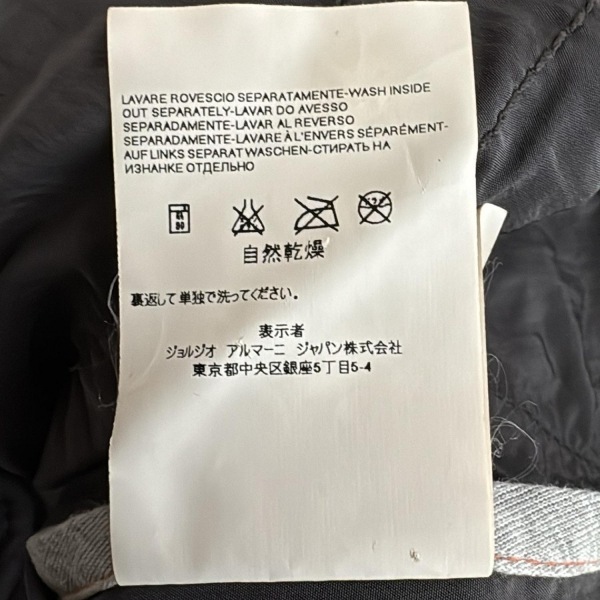 LAVARE ROVESCIO SEPARATAMENTE-WASH INSIDE
OUT SEPARATELY-LAVAR DO AVESSO
SEPARADAMENTE-LAVAR AL REVERSO
SEPARADAMENTE-LAVARE À L'ENVERS SÉPARÉMENT-
AUF LINKS SEPARAT WASCHEN-СТИРАТЬ НА
ИЗНАНКЕ ОТДЕЛЬНО
自然乾燥
裏返して単独で洗ってください。
表示者
ジョルジオ アルマーニ ジャパン株式会社
東京都中央区銀座5丁目5-4